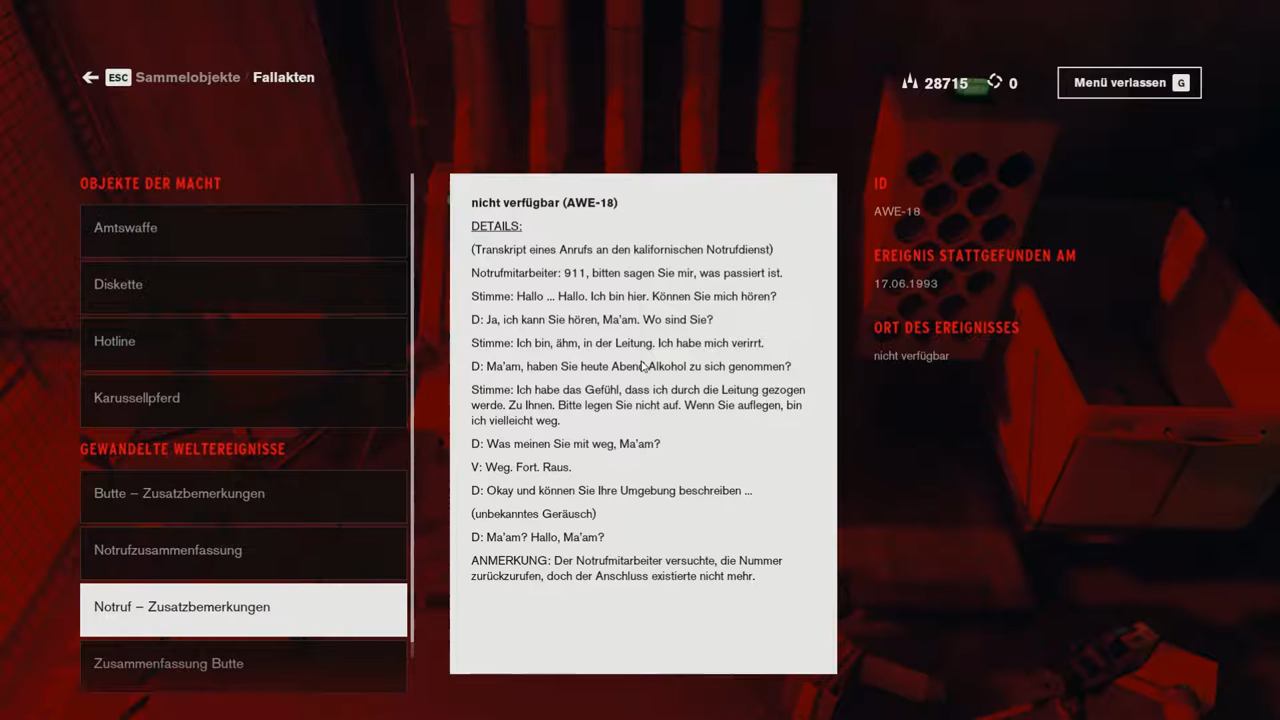 ESC Sammelobjekte / Fallakten
28715 0
Menü verlassen G
OBJEKTE DER MACHT
Amtswaffe
Diskette
Hotline
Karussellpferd
GEWANDELTE WELTEREIGNISSE
Butte – Zusatzbemerkungen
Notrufzusammenfassung
Notruf – Zusatzbemerkungen
Zusammenfassung Butte
nicht verfügbar (AWE-18)
DETAILS:
(Transkript eines Anrufs an den kalifornischen Notrufdienst)
Notrufmitarbeiter: 911, bitten sagen Sie mir, was passiert ist.
Stimme: Hallo ... Hallo. Ich bin hier. Können Sie mich hören?
D: Ja, ich kann Sie hören, Ma'am. Wo sind Sie?
Stimme: Ich bin, ähm, in der Leitung. Ich habe mich verirrt.
D: Ma'am, haben Sie heute Abend Alkohol zu sich genommen?
Stimme: Ich habe das Gefühl, dass ich durch die Leitung gezogen
werde. Zu Ihnen. Bitte legen Sie nicht auf. Wenn Sie auflegen, bin
ich vielleicht weg.
D: Was meinen Sie mit weg, Ma'am?
V: Weg. Fort. Raus.
D: Okay und können Sie Ihre Umgebung beschreiben ...
(unbekanntes Geräusch)
D: Ma'am? Hallo, Ma'am?
ANMERKUNG: Der Notrufmitarbeiter versuchte, die Nummer
zurückzurufen, doch der Anschluss existierte nicht mehr.
ID
AWE-18
EREIGNIS STATTGEFUNDEN AM
17.06.1993
ORT DES EREIGNISSES
nicht verfügbar